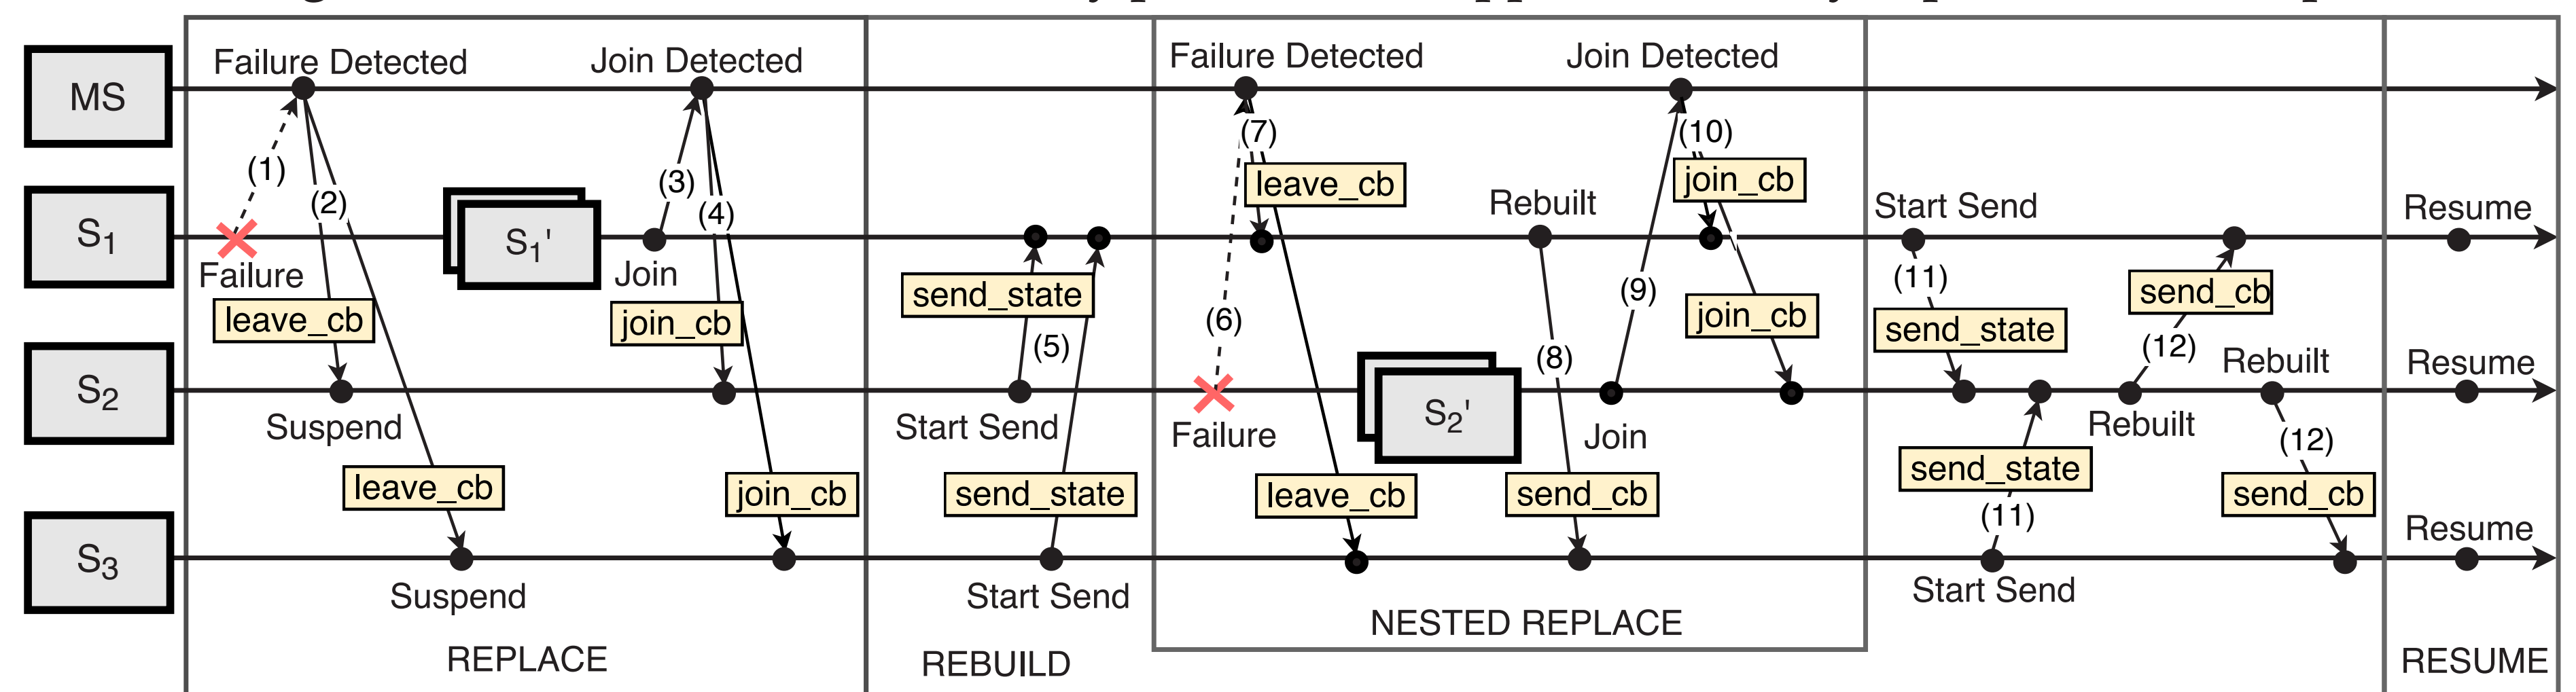 Failure Detected
Join Detected
Failure Detected
Join Detected
MS
(1)
(2)
(3)
(4)
(7)
(10)
leave_cb
join_cb
S1
S1'
Failure
Join
Rebuilt
Start Send
Resume
leave_cb
join_cb
send_state
(5)
(6)
(8)
(9)
join_cb
(11)
send_state
send_cb
(12)
S2
Suspend
Start Send
Failure
S2'
Join
Rebuilt
Rebuilt
Resume
leave_cb
join_cb
send_state
leave_cb
send_cb
send_state
(11)
(12)
send_cb
S3
Suspend
Start Send
Start Send
Resume
REPLACE
REBUILD
NESTED REPLACE
RESUME